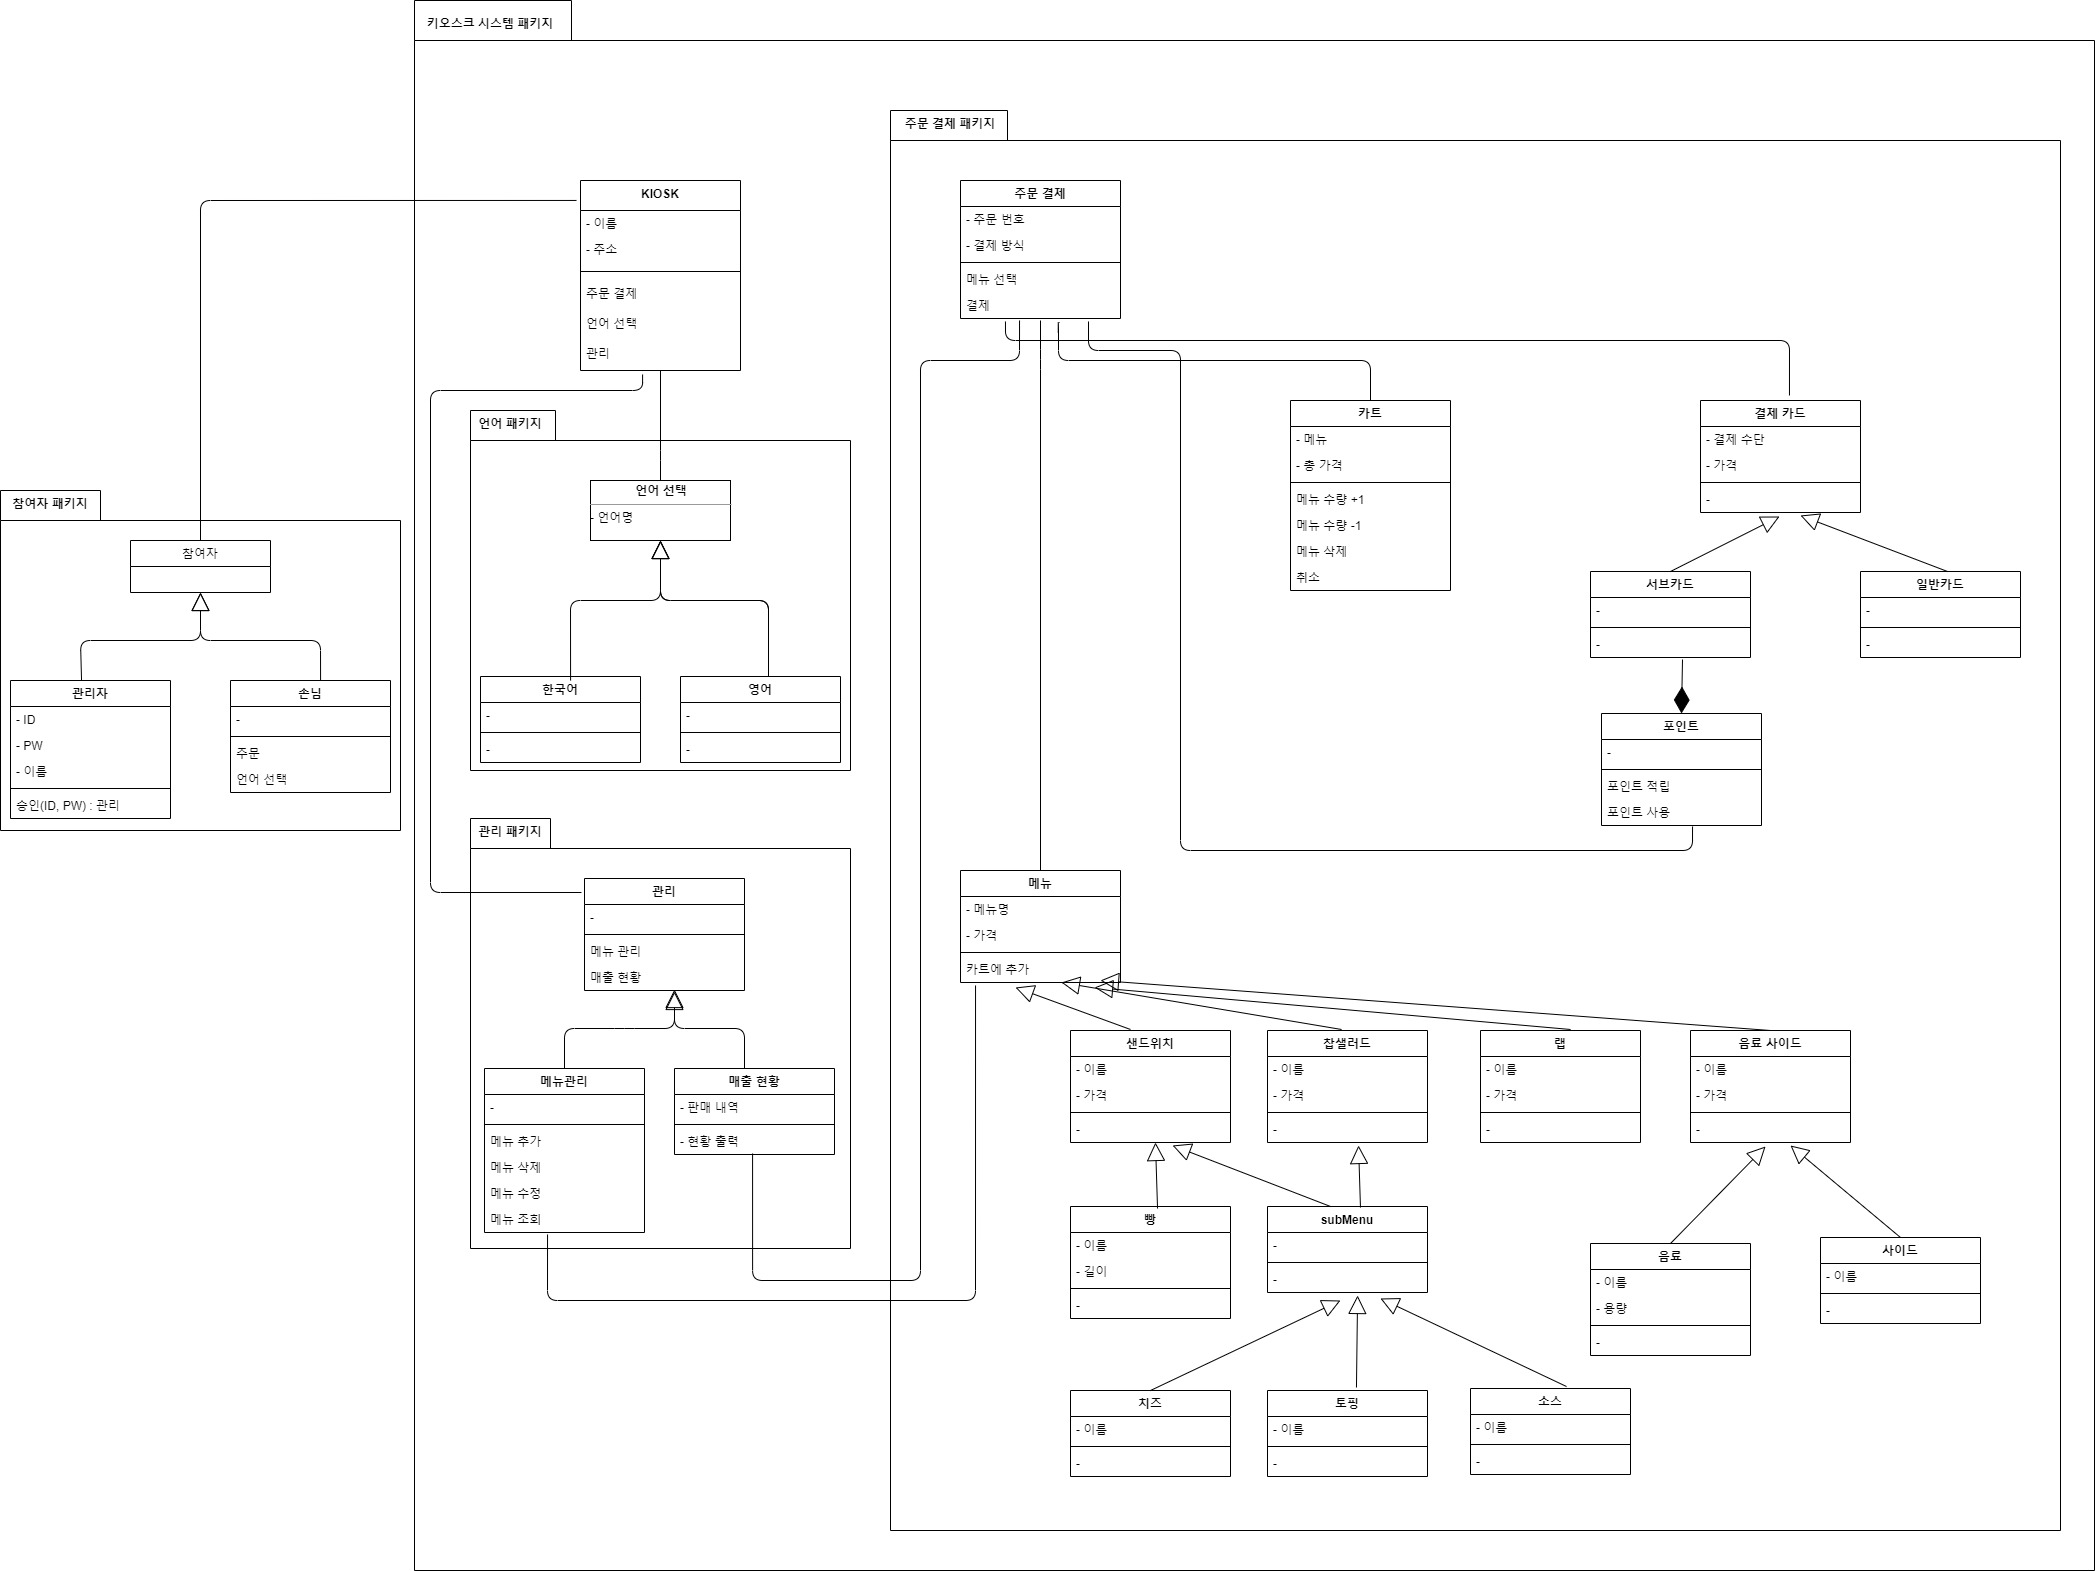 키오스크 시스템 패키지
주문 결제 패키지
KIOSK
- 이름
- 주소
주문 결제
언어 선택
관리
주문 결제
- 주문 번호
- 결제 방식
메뉴 선택
결제
언어 패키지
언어 선택
- 언어명
한국어
-
-
영어
-
-
참여자 패키지
참여자
관리자
- ID
- PW
- 이름
승인(ID, PW) : 관리
손님
-
주문
언어 선택
카트
- 메뉴
- 총 가격
메뉴 수량 +1
메뉴 수량 -1
메뉴 삭제
취소
결제 카드
- 결제 수단
- 가격
-
서브카드
-
-
일반카드
-
-
포인트
-
포인트 적립
포인트 사용
관리 패키지
관리
-
메뉴 관리
매출 현황
메뉴관리
-
메뉴 추가
메뉴 삭제
메뉴 수정
메뉴 조회
매출 현황
- 판매 내역
- 현황 출력
메뉴
- 메뉴명
- 가격
카트에 추가
샌드위치
- 이름
- 가격
-
찹샐러드
- 이름
- 가격
-
랩
- 이름
- 가격
-
음료 사이드
- 이름
- 가격
-
빵
- 이름
- 길이
-
subMenu
-
-
음료
- 이름
- 용량
-
사이드
- 이름
-
치즈
- 이름
-
토핑
- 이름
-
소스
- 이름
-